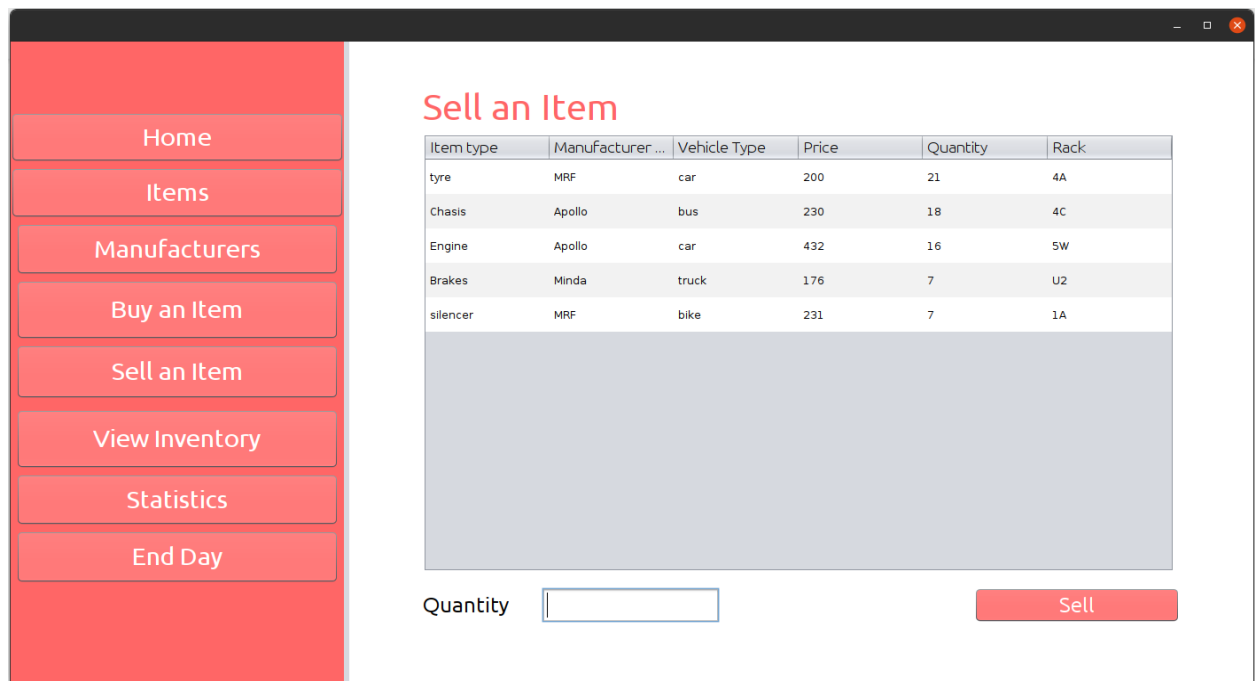 Home
Items
Manufacturers
Buy an Item
Sell an Item
View Inventory
Statistics
End Day
Sell an Item
Item type Manufacturer ... Vehicle Type Price Quantity Rack
tyre MRF car 200 21 4A
Chasis Apollo bus 230 18 4C
Engine Apollo car 432 16 5W
Brakes Minda truck 176 7 U2
silencer MRF bike 231 7 1A
Quantity Sell